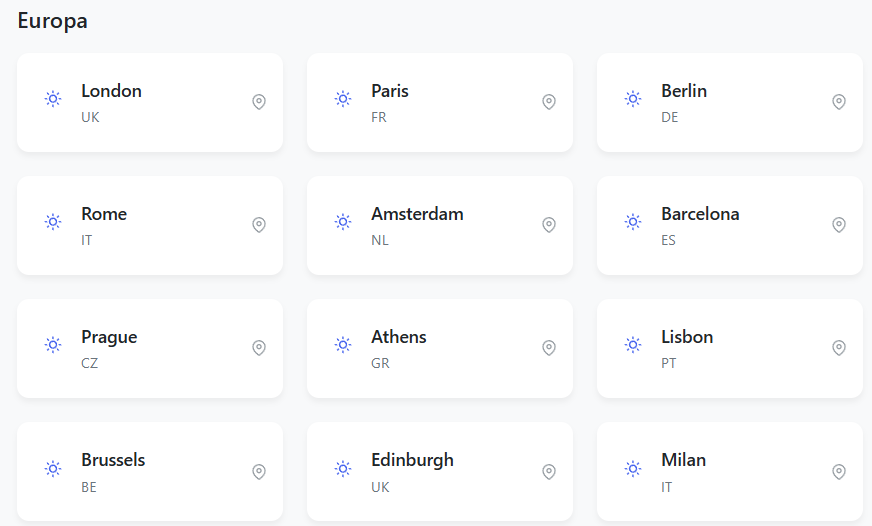 Europa
London
UK
Paris
FR
Berlin
DE
Rome
IT
Amsterdam
NL
Barcelona
ES
Prague
CZ
Athens
GR
Lisbon
PT
Brussels
BE
Edinburgh
UK
Milan
IT